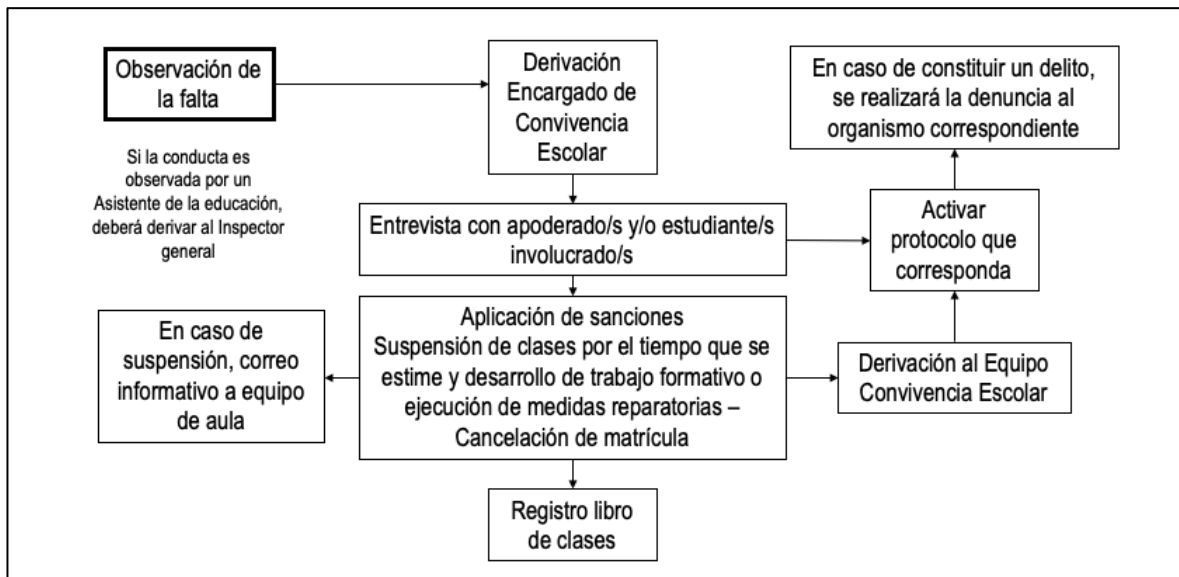 Observación de
la falta
Derivación
Encargado de
Convivencia
Escolar
En caso de constituir un delito,
se realizará la denuncia al
organismo correspondiente
Si la conducta es
observada por un
Asistente de la educación,
deberá derivar al Inspector
general
Entrevista con apoderado/s y/o estudiante/s
involucrado/s
Activar
protocolo que
corresponda
En caso de
suspensión, correo
informativo a equipo
de aula
Aplicación de sanciones
Suspensión de clases por el tiempo que se
estime y desarrollo de trabajo formativo o
ejecución de medidas reparatorias –
Cancelación de matrícula
Derivación al Equipo
Convivencia Escolar
Registro libro
de clases